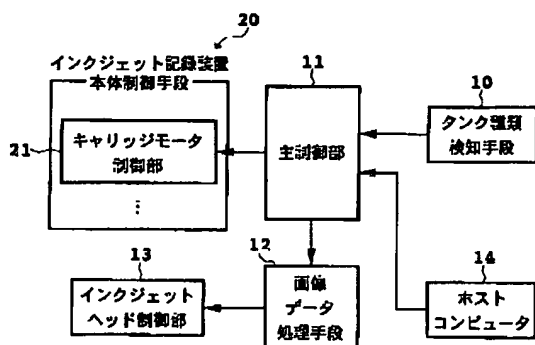 20
インクジェット記録装置
本体制御手段
11
10
21
キャリッジモータ
制御部
⋮
主制御部
タンク種類
検知手段
13
12
14
インクジェット
ヘッド制御部
画像
データ
処理手段
ホスト
コンピュータ